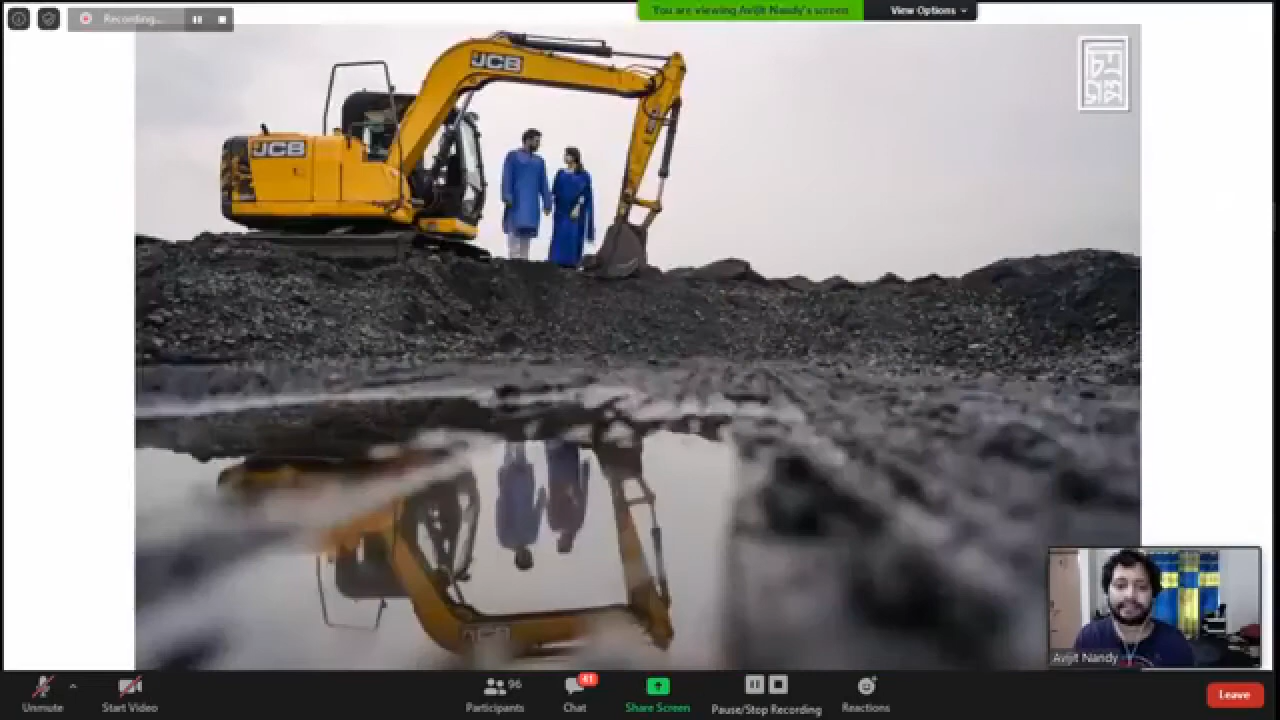 Recording...
You are viewing Avijit Nandy's screen
View Options
JCB
JCB
Avijit Nandy
Unmute
Start Video
Participants
96
Chat
41
Share Screen
Pause/Stop Recording
Reactions
Leave